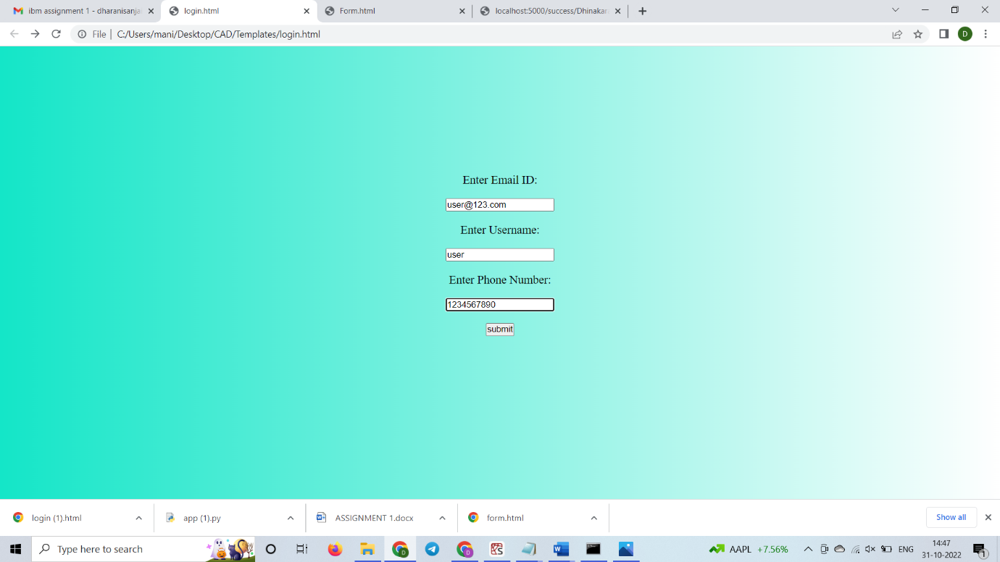 ibm assignment 1 - dharanisanja
login.html
Form.html
localhost:5000/success/Dhinakar
File | C:/Users/mani/Desktop/CAD/Templates/login.html
D
Enter Email ID:
user@123.com
Enter Username:
user
Enter Phone Number:
1234567890
submit
login (1).html
app (1).py
ASSIGNMENT 1.docx
form.html
Show all
Type here to search
AAPL +7.56%
ENG
14:47
31-10-2022
1